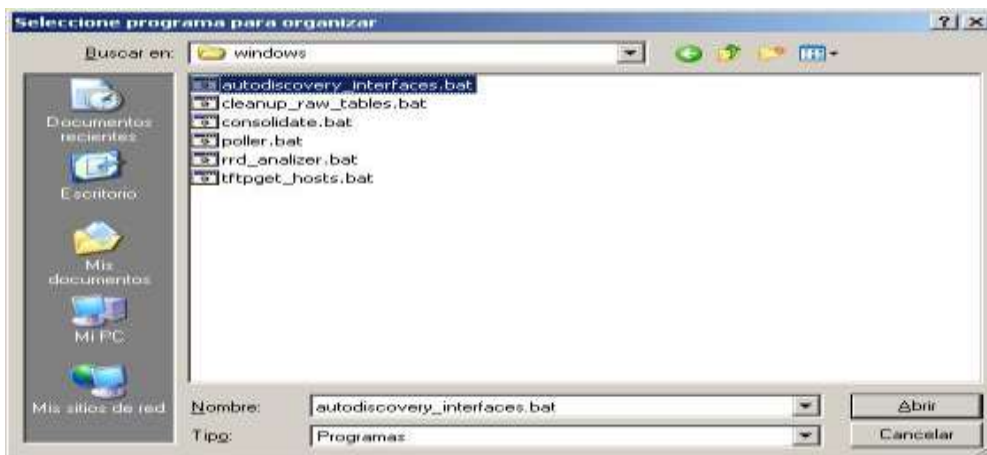 Seleccione programa para organizar
Buscar en: windows
autodiscovery_interfaces.bat
cleanup_raw_tables.bat
consolidate.bat
poller.bat
rrd_analizer.bat
tftpget_hosts.bat
Documentos
recientes
Escritorio
Mis
documentos
Mi PC
Mis sitios de red
Nombre: autodiscovery_interfaces.bat
Abrir
Tipo: Programas
Cancelar